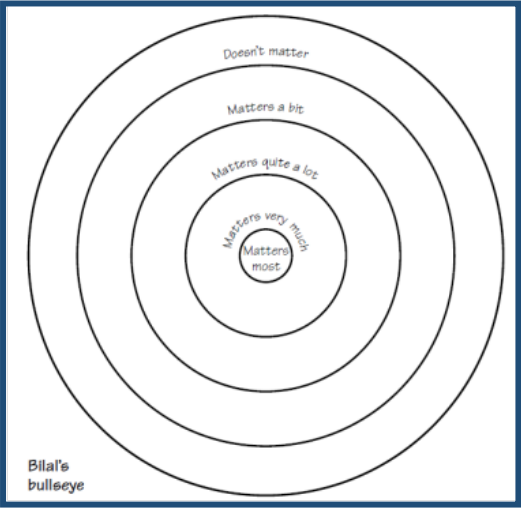 Doesn't matter
Matters a bit
Matters quite a lot
Matters very much
Matters
most
Bilal's
bullseye